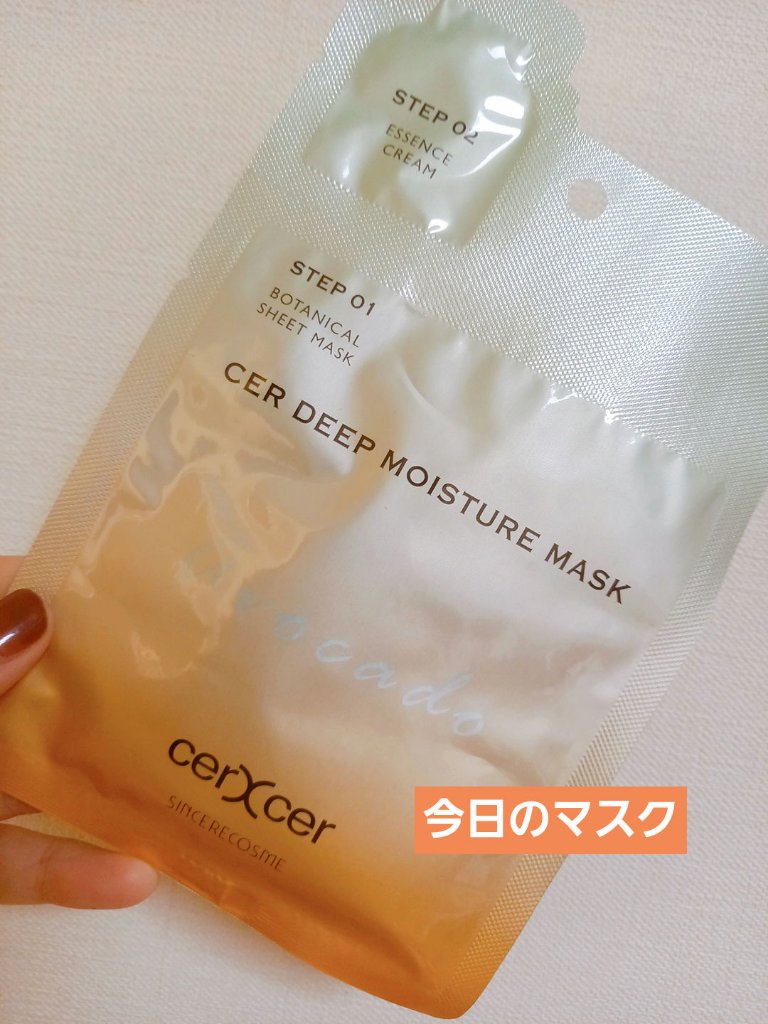 STEP 02
ESSENCE
CREAM
STEP 01
BOTANICAL
SHEET MASK
CER DEEP MOISTURE MASK
avocado
cerXcer
SINCERECOSME
今日のマスク